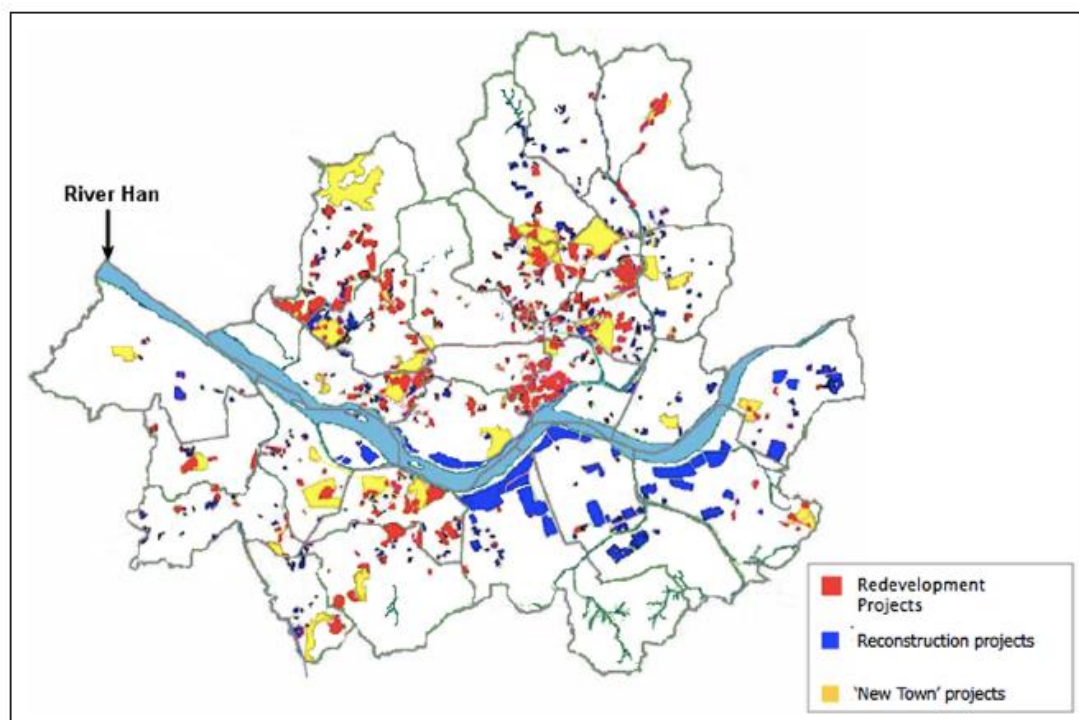 River Han
Redevelopment
Projects
Reconstruction projects
'New Town' projects